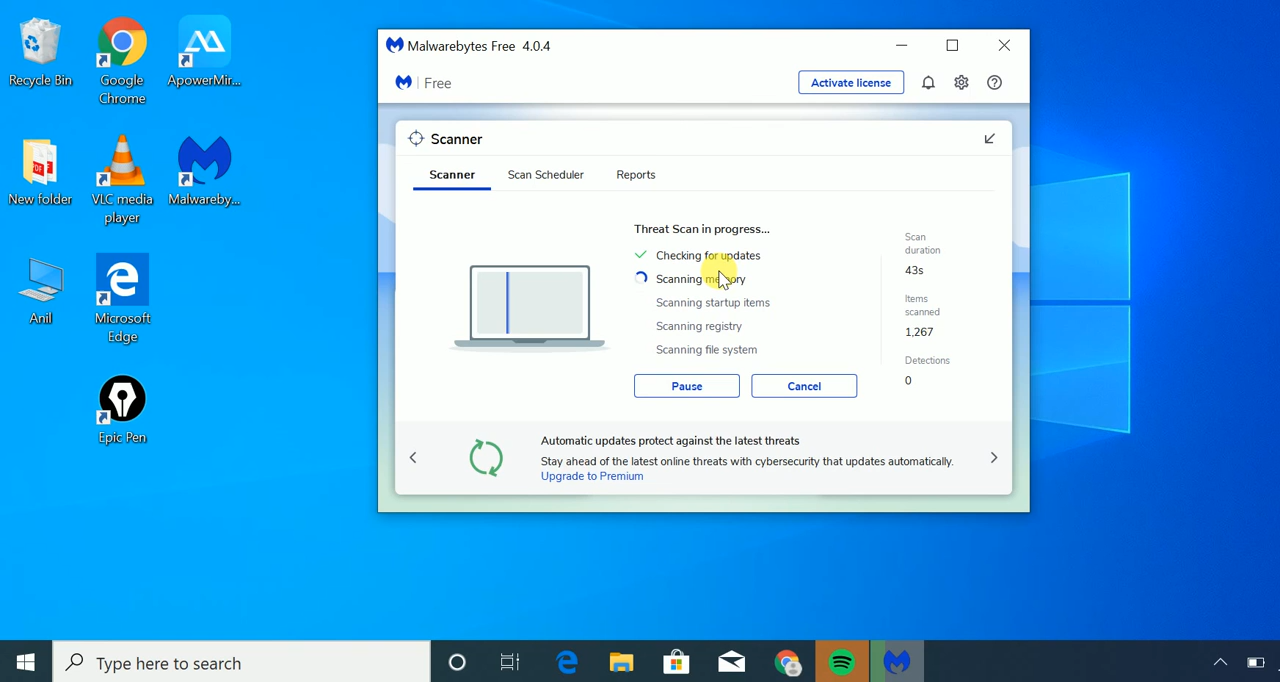 Recycle Bin
Google
Chrome
ApowerMir...
New folder
VLC media
player
Malwareby...
Anil
Microsoft
Edge
Epic Pen
Malwarebytes Free 4.0.4
Free
Activate license
Scanner
Scanner
Scan Scheduler
Reports
Threat Scan in progress...
Checking for updates
Scanning memory
Scanning startup items
Scanning registry
Scanning file system
Pause
Cancel
Scan
duration
43s
Items
scanned
1,267
Detections
0
Automatic updates protect against the latest threats
Stay ahead of the latest online threats with cybersecurity that updates automatically.
Upgrade to Premium
Type here to search